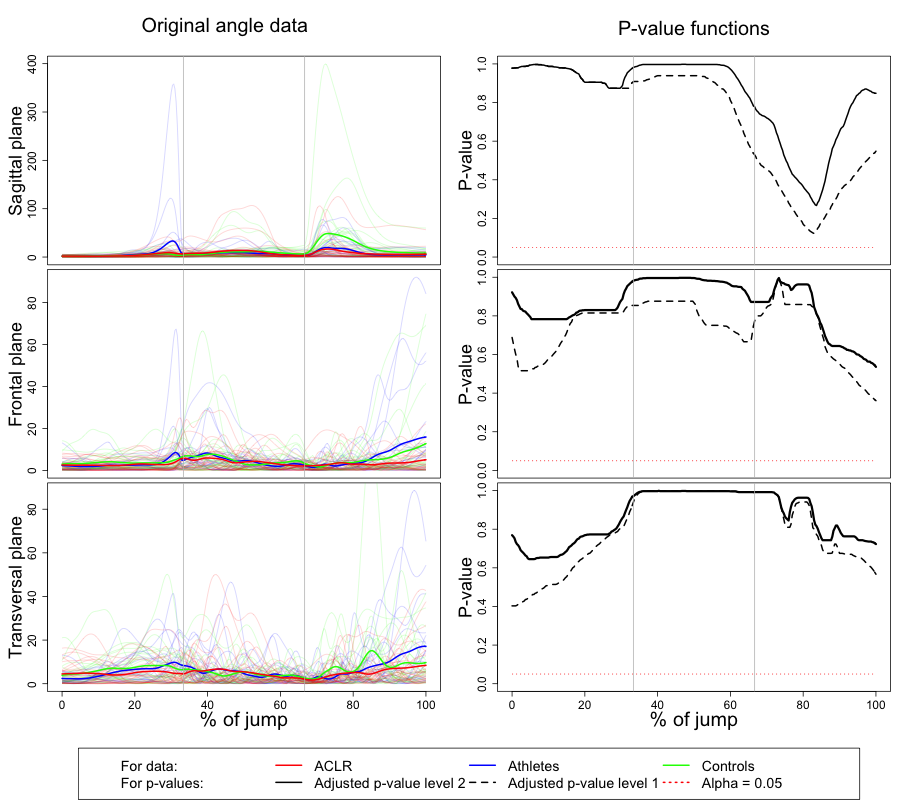 Original angle data
P-value functions
Sagittal plane
0 100 200 300 400
P-value
0.0 0.2 0.4 0.6 0.8 1.0
Frontal plane
0 20 40 60 80
P-value
0.0 0.2 0.4 0.6 0.8 1.0
Transversal plane
0 20 40 60 80
P-value
0.0 0.2 0.4 0.6 0.8 1.0
0 20 40 60 80 100
0 20 40 60 80 100
% of jump
% of jump
For data: ACLR Athletes Controls
For p-values: Adjusted p-value level 2 Adjusted p-value level 1 Alpha = 0.05